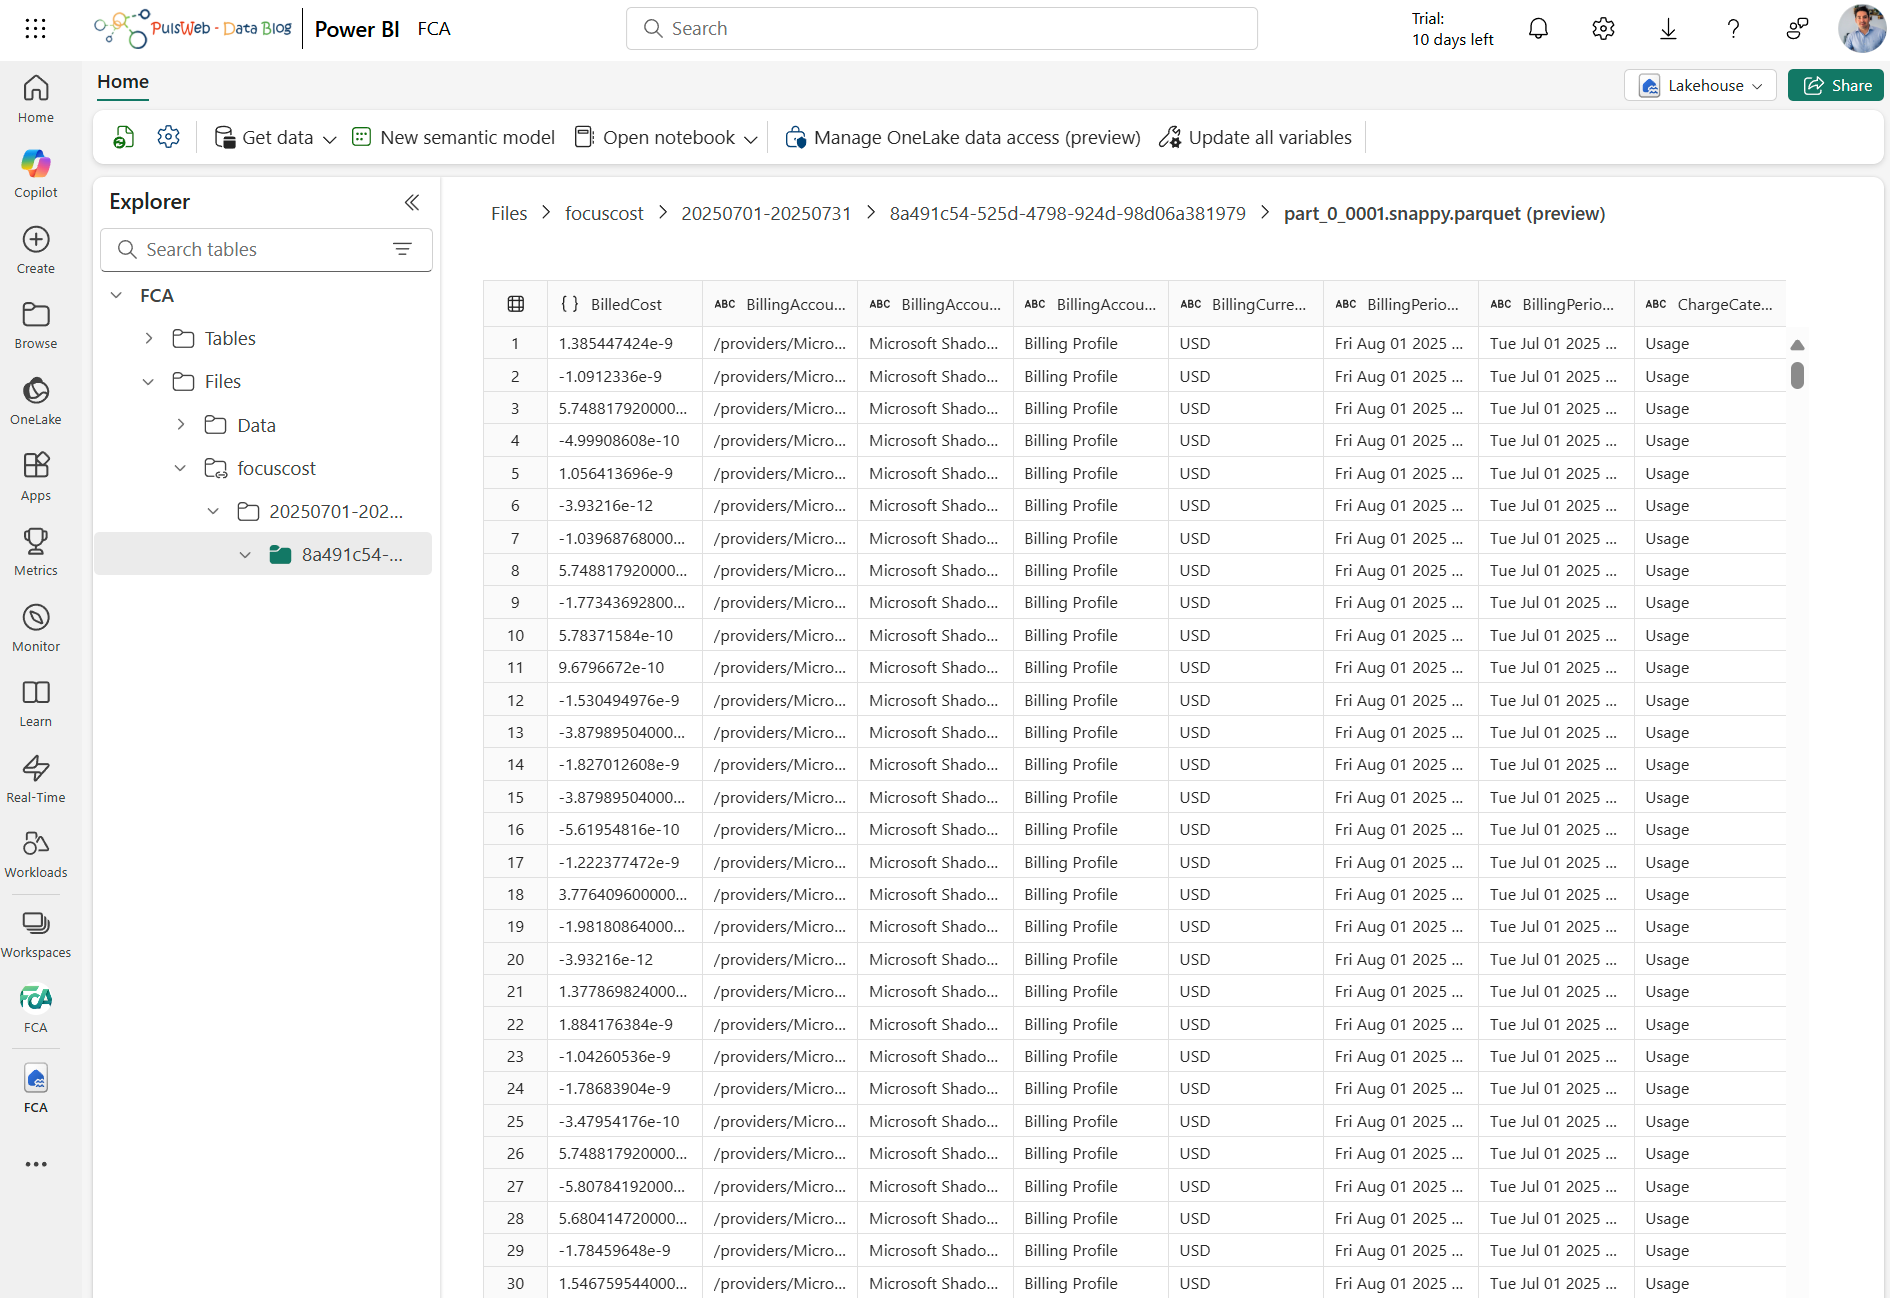 PulsWeb - Data Blog
Power BI FCA
Search
Trial:
10 days left
Home
Lakehouse
Share
Get data
New semantic model
Open notebook
Manage OneLake data access (preview)
Update all variables
Home
Copilot
Create
Browse
OneLake
Apps
Metrics
Monitor
Learn
Real-Time
Workloads
Workspaces
FCA
FCA
FCA
Explorer
Search tables
FCA
Tables
Files
Data
focuscost
20250701-202...
8a491c54-...
Files > focuscost > 20250701-20250731 > 8a491c54-525d-4798-924d-98d06a381979 > part_0_0001.snappy.parquet (preview)
{ } BilledCost ABC BillingAccou... ABC BillingAccou... ABC BillingAccou... ABC BillingCurre... ABC BillingPerio... ABC BillingPerio... ABC ChargeCate...
1 1.385447424e-9 /providers/Micro... Microsoft Shado... Billing Profile USD Fri Aug 01 2025 ... Tue Jul 01 2025 ... Usage
2 -1.0912336e-9 /providers/Micro... Microsoft Shado... Billing Profile USD Fri Aug 01 2025 ... Tue Jul 01 2025 ... Usage
3 5.748817920000... /providers/Micro... Microsoft Shado... Billing Profile USD Fri Aug 01 2025 ... Tue Jul 01 2025 ... Usage
4 -4.99908608e-10 /providers/Micro... Microsoft Shado... Billing Profile USD Fri Aug 01 2025 ... Tue Jul 01 2025 ... Usage
5 1.056413696e-9 /providers/Micro... Microsoft Shado... Billing Profile USD Fri Aug 01 2025 ... Tue Jul 01 2025 ... Usage
6 -3.93216e-12 /providers/Micro... Microsoft Shado... Billing Profile USD Fri Aug 01 2025 ... Tue Jul 01 2025 ... Usage
7 -1.03968768000... /providers/Micro... Microsoft Shado... Billing Profile USD Fri Aug 01 2025 ... Tue Jul 01 2025 ... Usage
8 5.748817920000... /providers/Micro... Microsoft Shado... Billing Profile USD Fri Aug 01 2025 ... Tue Jul 01 2025 ... Usage
9 -1.77343692800... /providers/Micro... Microsoft Shado... Billing Profile USD Fri Aug 01 2025 ... Tue Jul 01 2025 ... Usage
10 5.78371584e-10 /providers/Micro... Microsoft Shado... Billing Profile USD Fri Aug 01 2025 ... Tue Jul 01 2025 ... Usage
11 9.6796672e-10 /providers/Micro... Microsoft Shado... Billing Profile USD Fri Aug 01 2025 ... Tue Jul 01 2025 ... Usage
12 -1.530494976e-9 /providers/Micro... Microsoft Shado... Billing Profile USD Fri Aug 01 2025 ... Tue Jul 01 2025 ... Usage
13 -3.87989504000... /providers/Micro... Microsoft Shado... Billing Profile USD Fri Aug 01 2025 ... Tue Jul 01 2025 ... Usage
14 -1.827012608e-9 /providers/Micro... Microsoft Shado... Billing Profile USD Fri Aug 01 2025 ... Tue Jul 01 2025 ... Usage
15 -3.87989504000... /providers/Micro... Microsoft Shado... Billing Profile USD Fri Aug 01 2025 ... Tue Jul 01 2025 ... Usage
16 -5.61954816e-10 /providers/Micro... Microsoft Shado... Billing Profile USD Fri Aug 01 2025 ... Tue Jul 01 2025 ... Usage
17 -1.222377472e-9 /providers/Micro... Microsoft Shado... Billing Profile USD Fri Aug 01 2025 ... Tue Jul 01 2025 ... Usage
18 3.776409600000... /providers/Micro... Microsoft Shado... Billing Profile USD Fri Aug 01 2025 ... Tue Jul 01 2025 ... Usage
19 -1.98180864000... /providers/Micro... Microsoft Shado... Billing Profile USD Fri Aug 01 2025 ... Tue Jul 01 2025 ... Usage
20 -3.93216e-12 /providers/Micro... Microsoft Shado... Billing Profile USD Fri Aug 01 2025 ... Tue Jul 01 2025 ... Usage
21 1.377869824000... /providers/Micro... Microsoft Shado... Billing Profile USD Fri Aug 01 2025 ... Tue Jul 01 2025 ... Usage
22 1.884176384e-9 /providers/Micro... Microsoft Shado... Billing Profile USD Fri Aug 01 2025 ... Tue Jul 01 2025 ... Usage
23 -1.04260536e-9 /providers/Micro... Microsoft Shado... Billing Profile USD Fri Aug 01 2025 ... Tue Jul 01 2025 ... Usage
24 -1.78683904e-9 /providers/Micro... Microsoft Shado... Billing Profile USD Fri Aug 01 2025 ... Tue Jul 01 2025 ... Usage
25 -3.47954176e-10 /providers/Micro... Microsoft Shado... Billing Profile USD Fri Aug 01 2025 ... Tue Jul 01 2025 ... Usage
26 5.748817920000... /providers/Micro... Microsoft Shado... Billing Profile USD Fri Aug 01 2025 ... Tue Jul 01 2025 ... Usage
27 -5.80784192000... /providers/Micro... Microsoft Shado... Billing Profile USD Fri Aug 01 2025 ... Tue Jul 01 2025 ... Usage
28 5.680414720000... /providers/Micro... Microsoft Shado... Billing Profile USD Fri Aug 01 2025 ... Tue Jul 01 2025 ... Usage
29 -1.78459648e-9 /providers/Micro... Microsoft Shado... Billing Profile USD Fri Aug 01 2025 ... Tue Jul 01 2025 ... Usage
30 1.546759544000... /providers/Micro... Microsoft Shado... Billing Profile USD Fri Aug 01 2025 ... Tue Jul 01 2025 ... Usage